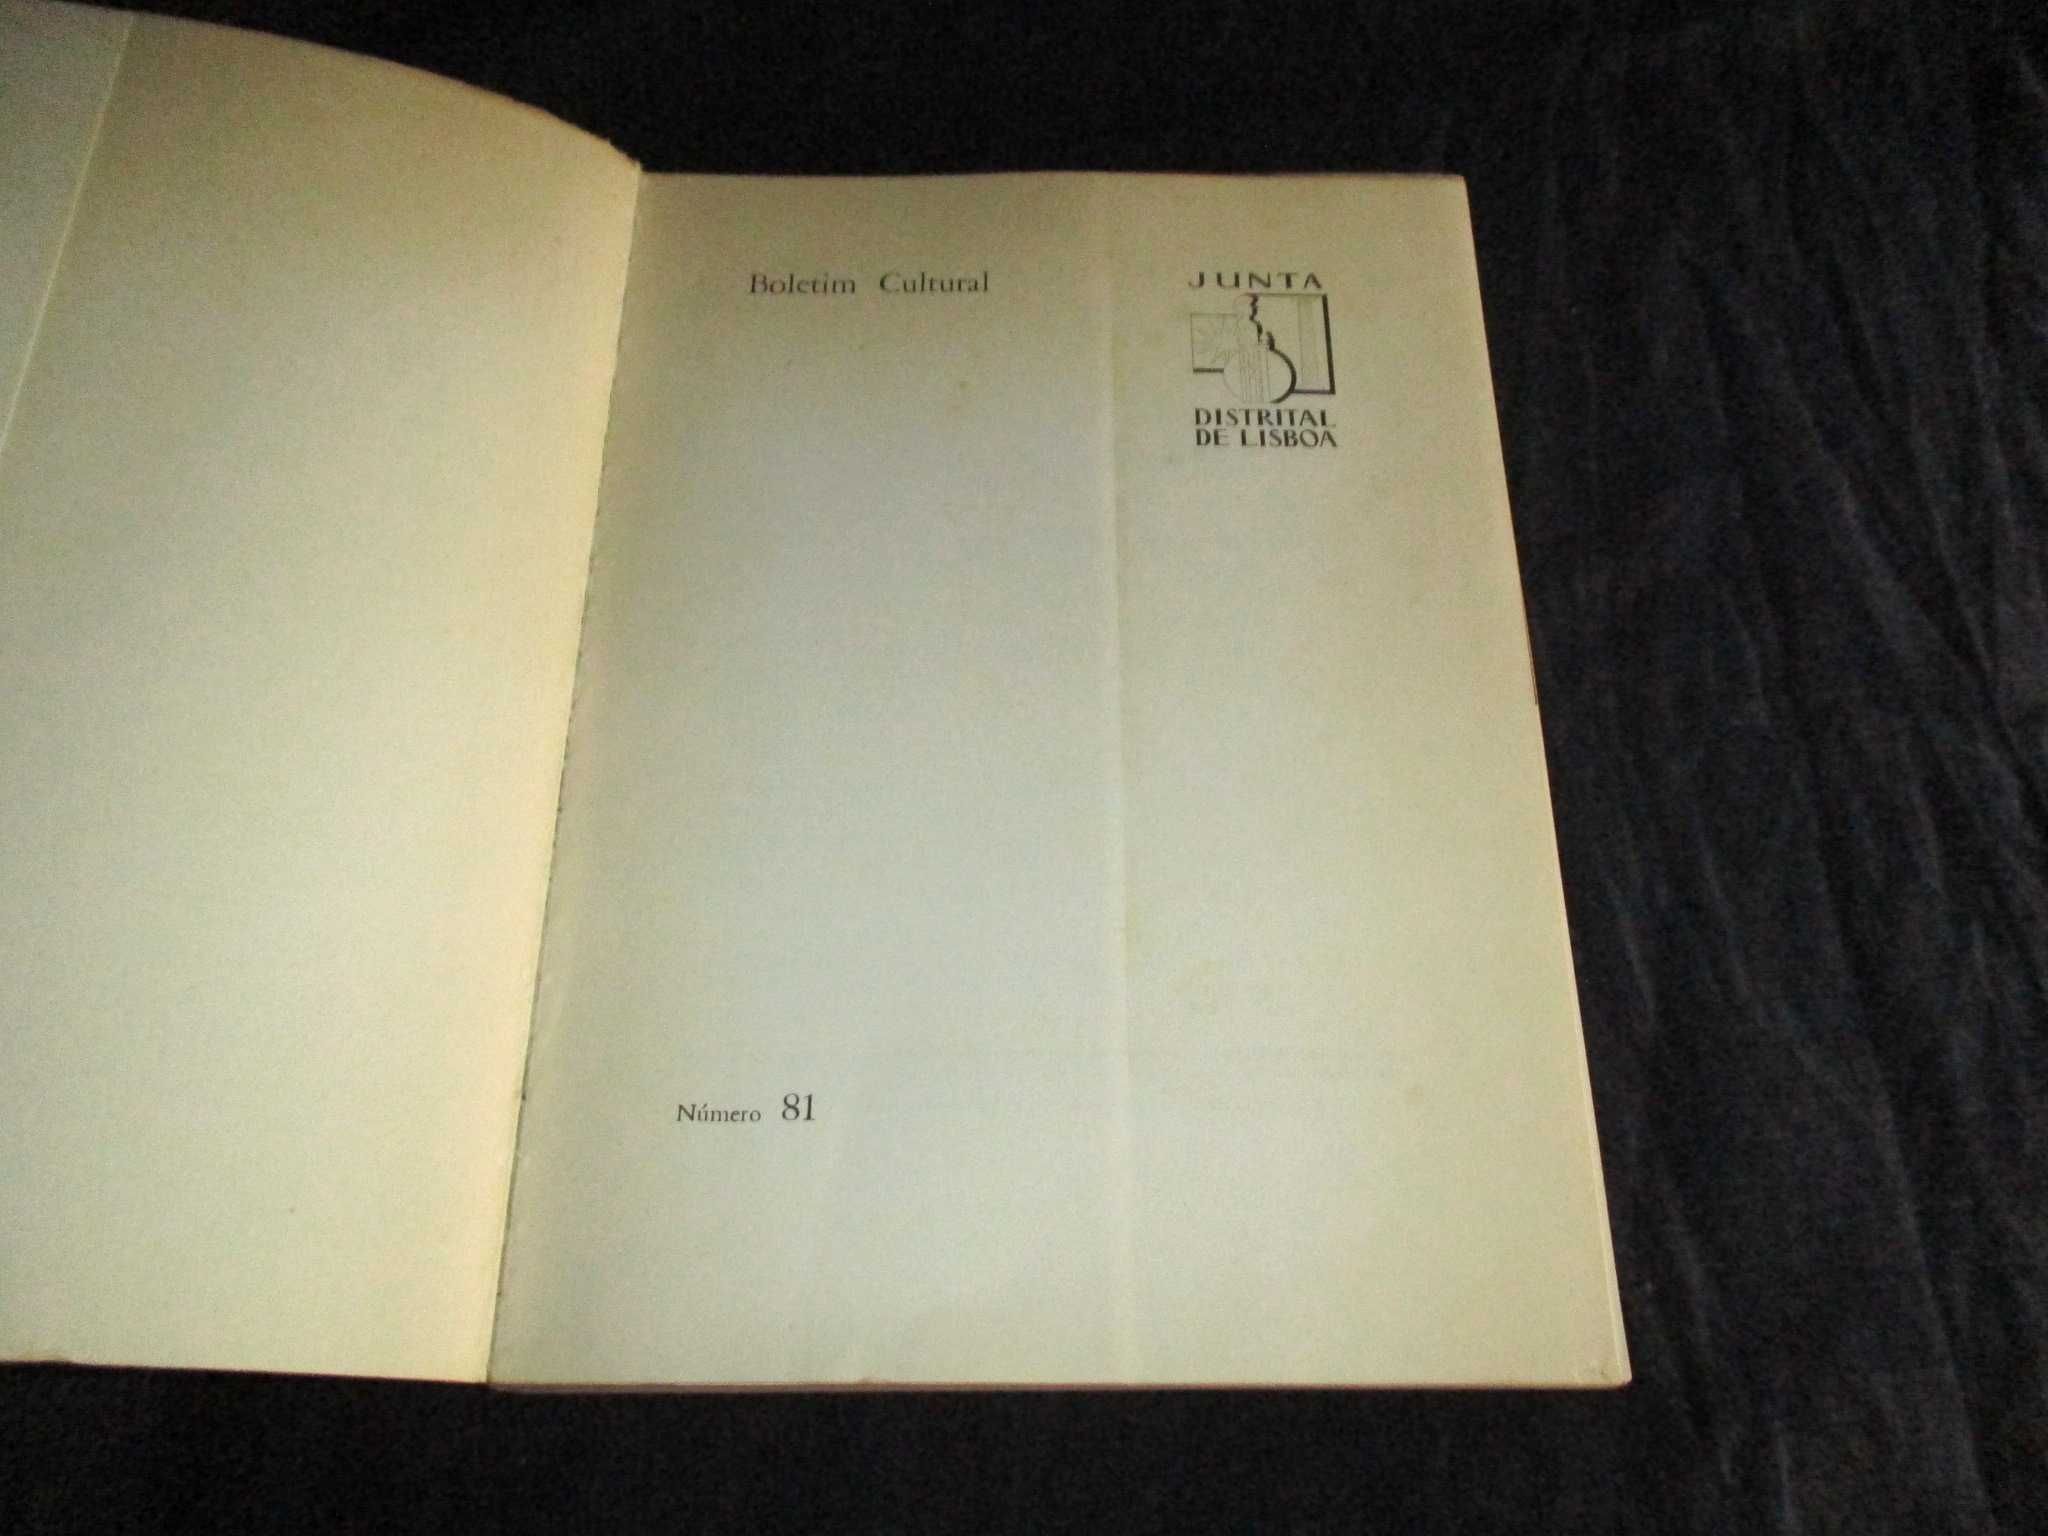 Boletim Cultural
JUNTA
DISTRITAL
DE LISBOA
Número 81